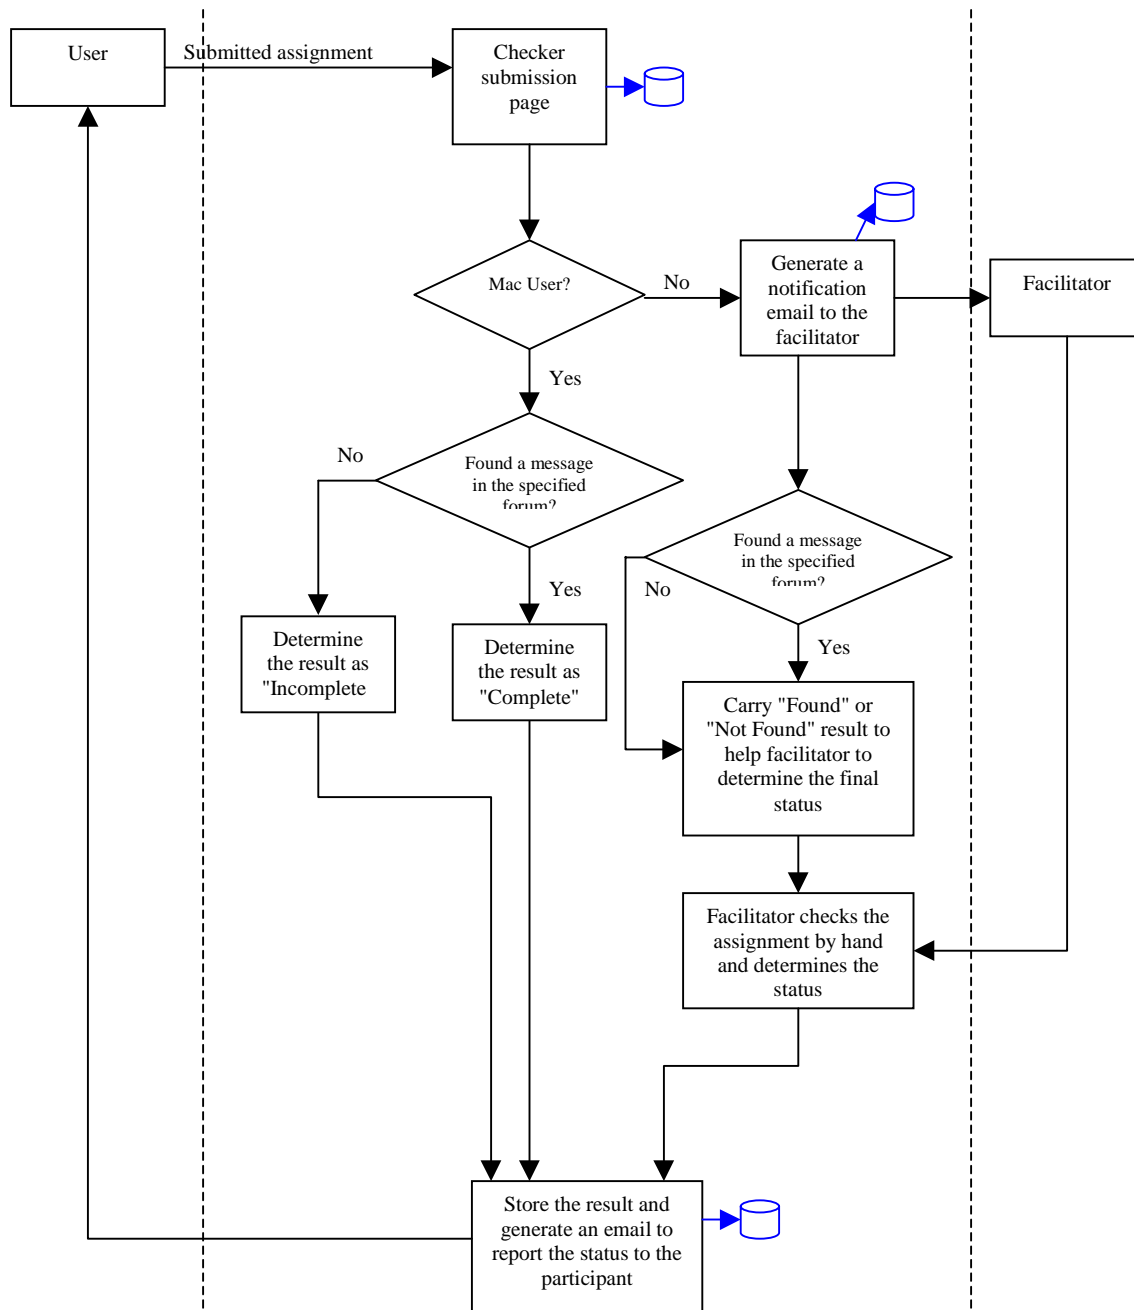 User
Submitted assignment
Checker
submission
page
Mac User?
No
Generate a
notification
email to the
facilitator
Facilitator
Yes
No
Found a message
in the specified
forum?
Found a message
in the specified
forum?
No
Yes
Yes
Determine
the result as
"Incomplete
Determine
the result as
"Complete"
Carry "Found" or
"Not Found" result to
help facilitator to
determine the final
status
Facilitator checks the
assignment by hand
and determines the
status
Store the result and
generate an email to
report the status to the
participant